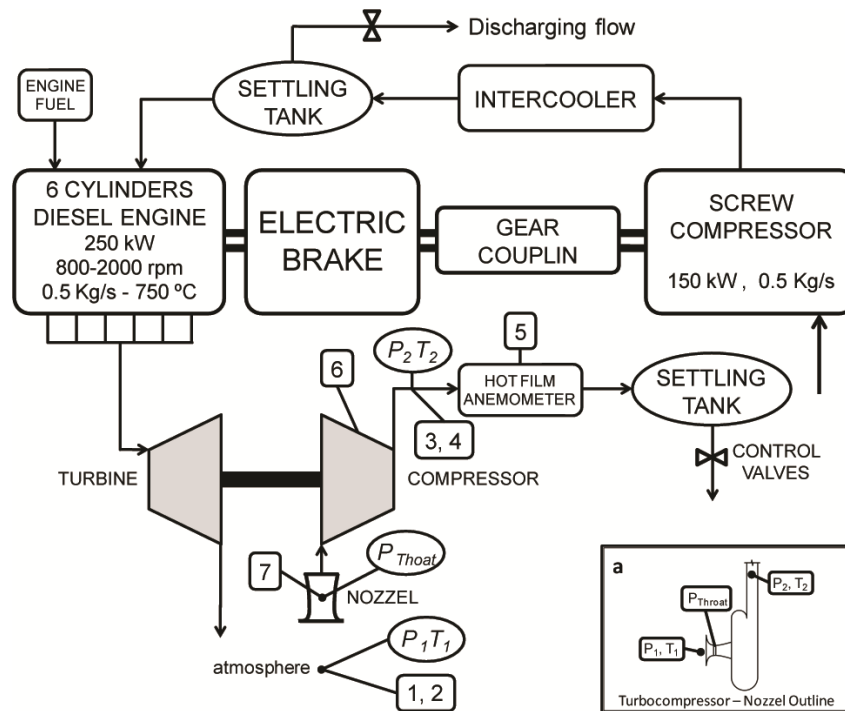 Discharging flow
ENGINE
FUEL
SETTLING
TANK
INTERCOOLER
6 CYLINDERS
DIESEL ENGINE
250 kW
800-2000 rpm
0.5 Kg/s - 750 ºC
ELECTRIC
BRAKE
GEAR
COUPLIN
SCREW
COMPRESSOR
150 kW , 0.5 Kg/s
P2 T2
5
6
HOT FILM
ANEMOMETER
SETTLING
TANK
3, 4
TURBINE
COMPRESSOR
CONTROL
VALVES
7
P Thoat
NOZZEL
P1T1
atmosphere
1, 2
a
P2, T2
PThroat
P1, T1
Turbocompressor – Nozzel Outline